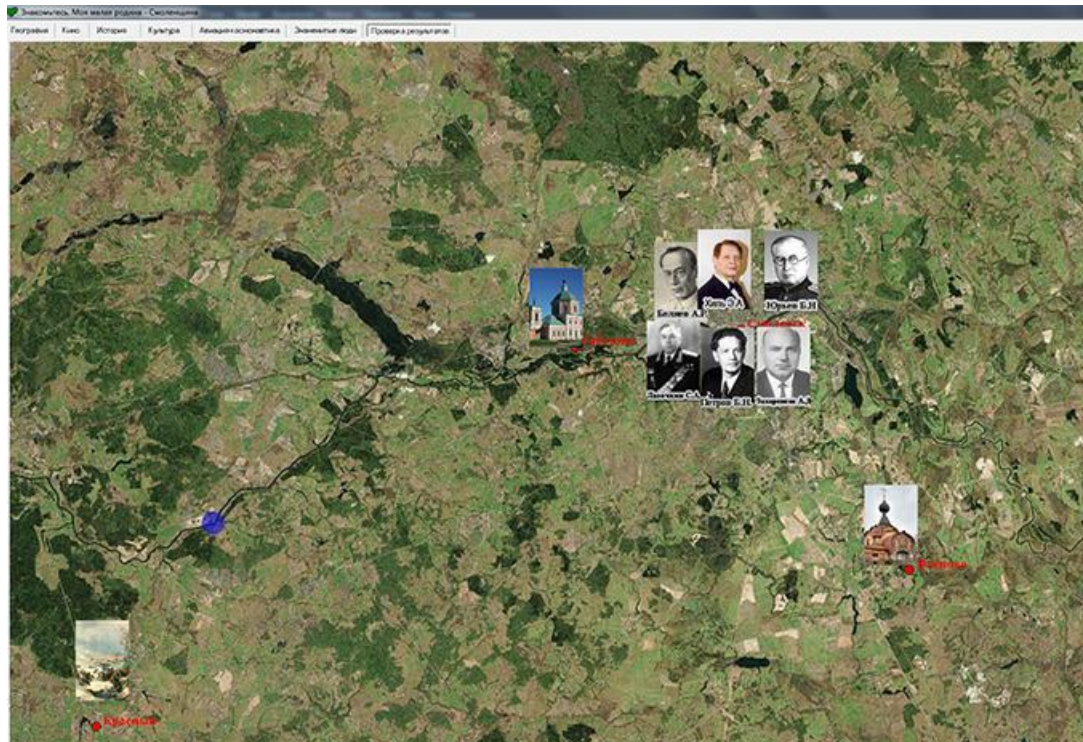 Знакомьтесь, Моя малая родина - Смоленщина
География Кино История Культура Авиация-космонавтика Знаменитые люди Проверка результатов
Беляев А.Р. Хиль Э.А Юрьев Б.Н
Смоленск
Лавочкин С.А. Петров Б.Н.
Красный